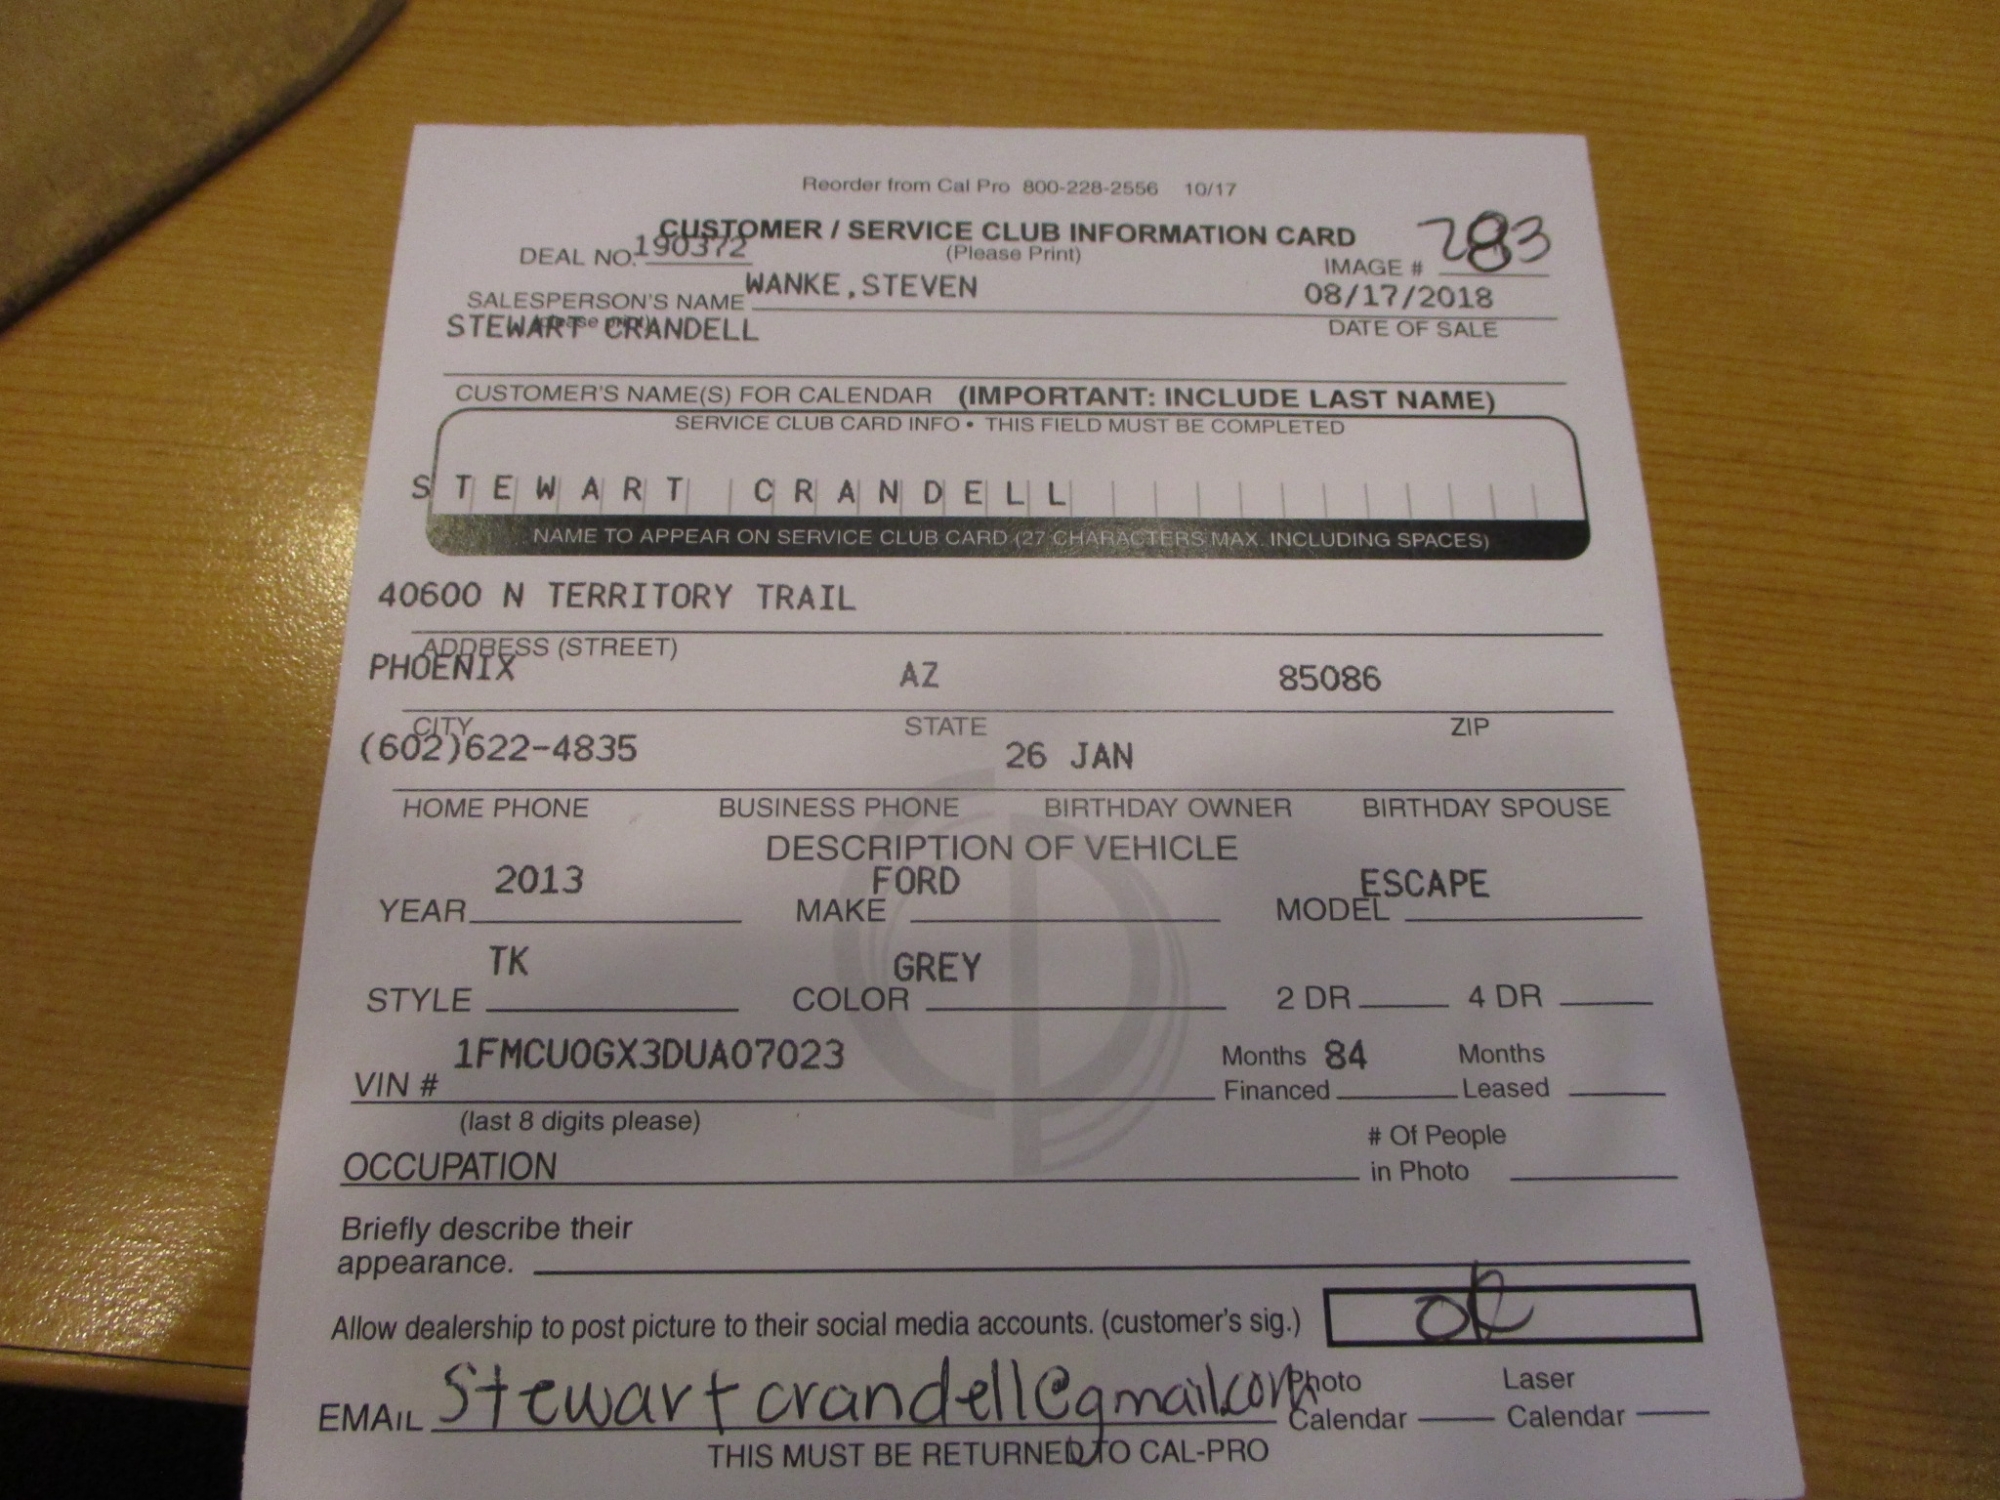 Reorder from Cal Pro 800-228-2556 10/17
CUSTOMER / SERVICE CLUB INFORMATION CARD
(Please Print)
DEAL NO. 190372 IMAGE # 283
SALESPERSON'S NAME WANKE, STEVEN 08/17/2018
(please print) DATE OF SALE
STEWART CRANDELL
CUSTOMER'S NAME(S) FOR CALENDAR (IMPORTANT: INCLUDE LAST NAME)
SERVICE CLUB CARD INFO • THIS FIELD MUST BE COMPLETED
STEWART CRANDELL
NAME TO APPEAR ON SERVICE CLUB CARD (27 CHARACTERS MAX. INCLUDING SPACES)
40600 N TERRITORY TRAIL
ADDRESS (STREET)
PHOENIX AZ 85086
CITY STATE ZIP
(602)622-4835 26 JAN
HOME PHONE BUSINESS PHONE BIRTHDAY OWNER BIRTHDAY SPOUSE
DESCRIPTION OF VEHICLE
YEAR 2013 MAKE FORD MODEL ESCAPE
STYLE TK COLOR GREY 2 DR 4 DR
VIN # 1FMCU0GX3DUA07023 Months Financed 84 Months Leased
(last 8 digits please)
OCCUPATION # Of People in Photo
Briefly describe their
appearance.
Allow dealership to post picture to their social media accounts. (customer's sig.) ok
EMAIL Stewartcrandell@gmail.com Photo Calendar Laser Calendar
THIS MUST BE RETURNED TO CAL-PRO